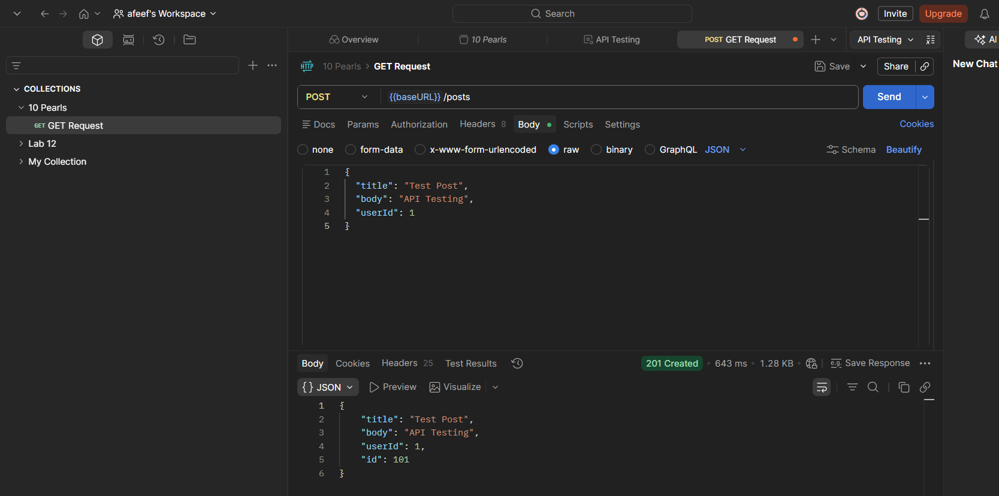 afeef's Workspace
Search
Invite
Upgrade
Overview
10 Pearls
API Testing
POST GET Request
API Testing
AI
COLLECTIONS
10 Pearls
GET GET Request
Lab 12
My Collection
HTTP 10 Pearls > GET Request
Save
Share
New Chat
POST
{{baseURL}} /posts
Send
Docs
Params
Authorization
Headers 8
Body
Scripts
Settings
Cookies
none
form-data
x-www-form-urlencoded
raw
binary
GraphQL
JSON
Schema
Beautify
1 {
2 "title": "Test Post",
3 "body": "API Testing",
4 "userId": 1
5 }
Body
Cookies
Headers 25
Test Results
201 Created
643 ms
1.28 KB
e.g. Save Response
{} JSON
Preview
Visualize
1 {
2 "title": "Test Post",
3 "body": "API Testing",
4 "userId": 1,
5 "id": 101
6 }